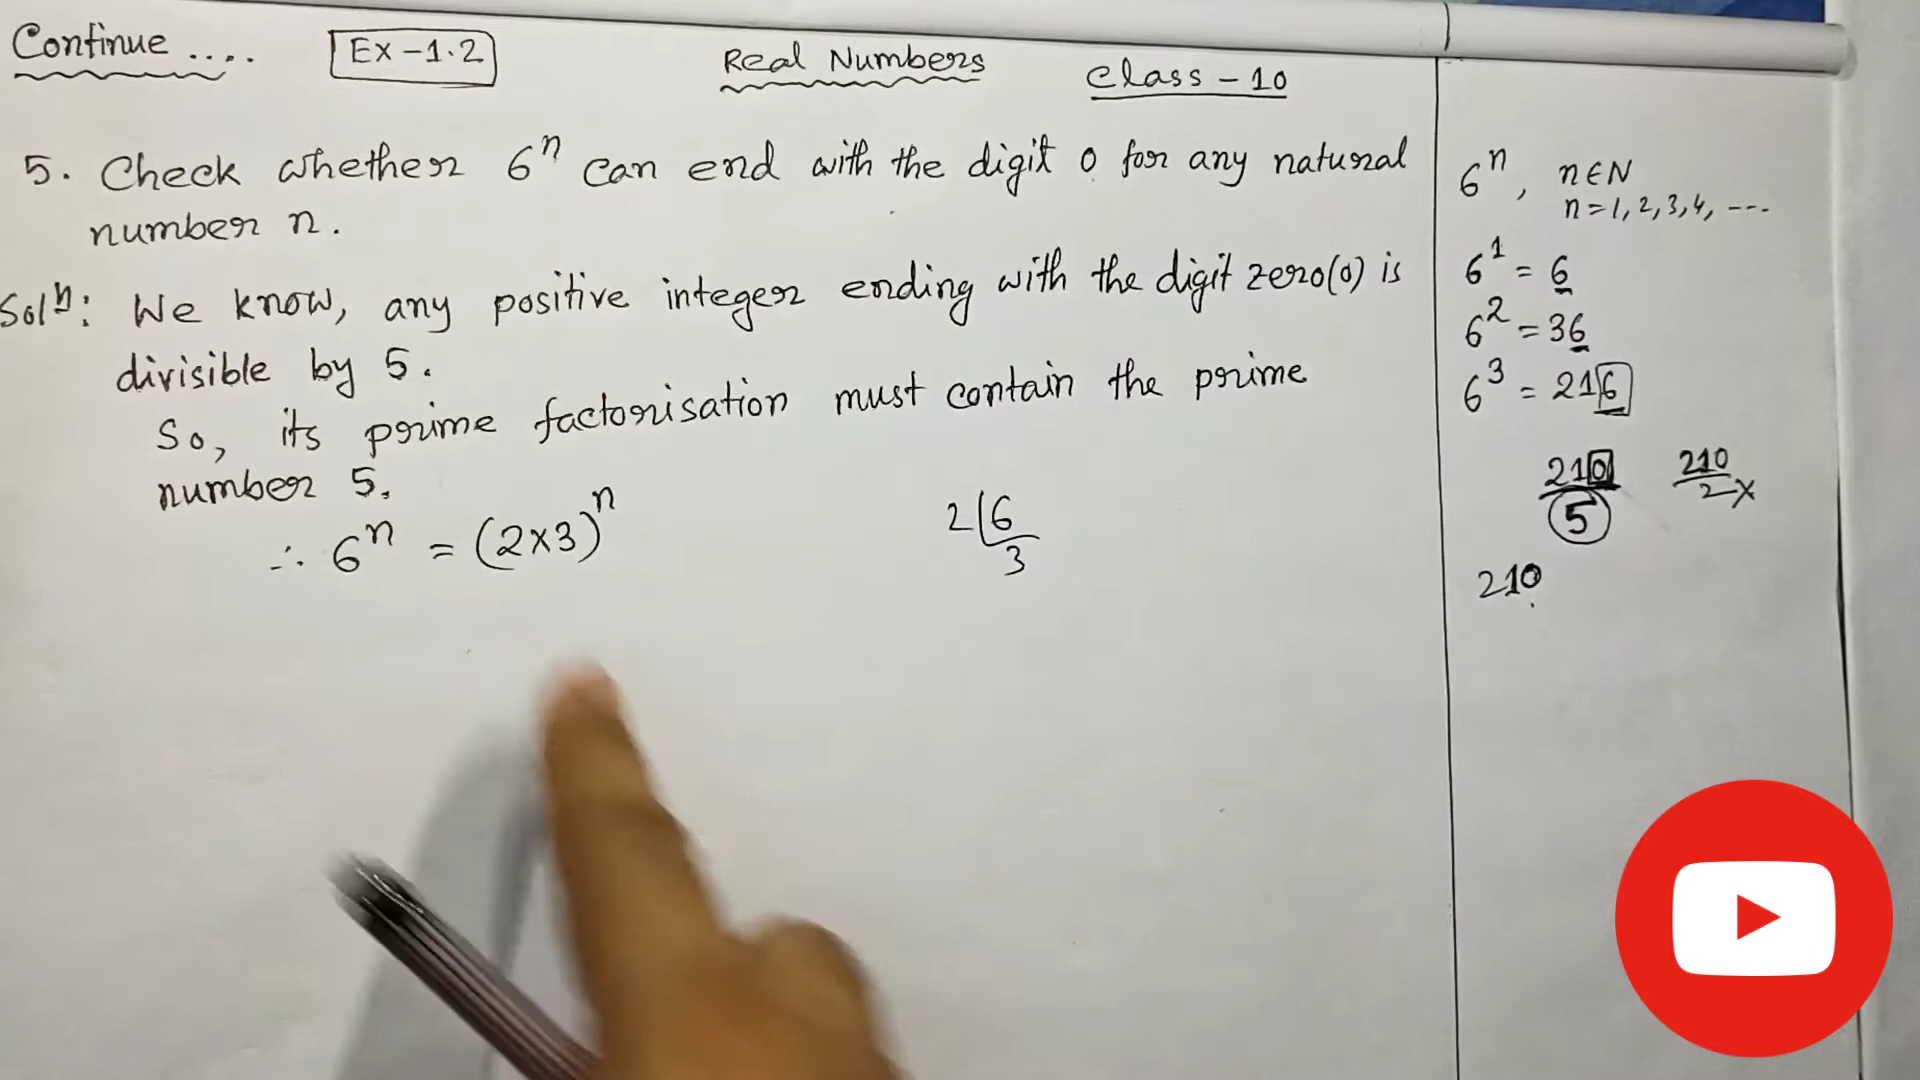 Continue ....
Ex-1.2
Real Numbers
Class - 10
5. Check whether 6ⁿ can end with the digit 0 for any natural
number n.
Solⁿ: We know, any positive integer ending with the digit zero(0) is
divisible by 5.
So, its prime factorisation must contain the prime
number 5.
∴ 6ⁿ = (2×3)ⁿ
2|6
3
6ⁿ, n∈N
n=1,2,3,4, ----
6¹ = 6
6² = 36
6³ = 216
210/5
210/2 ×
210